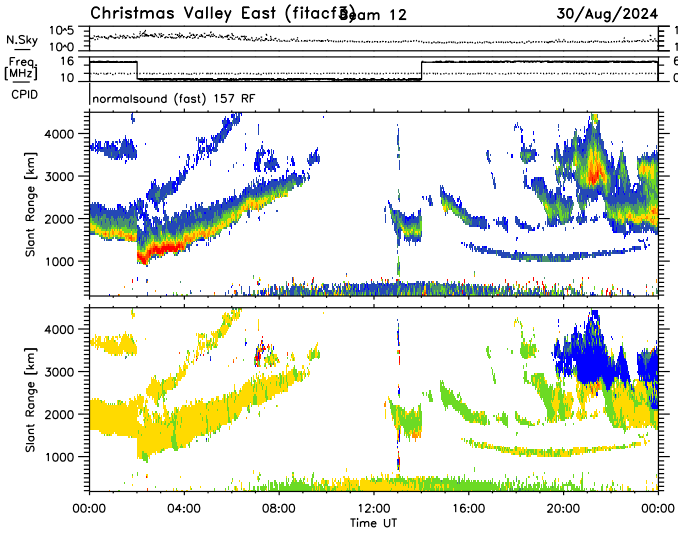 Christmas Valley East (fitacf3) Beam 12 30/Aug/2024
N.Sky 10^5 10^0
Freq. [MHz] 16 10
CPID normalsound (fast) 157 RF
Slant Range [km] 4000 3000 2000 1000
Slant Range [km] 4000 3000 2000 1000
00:00 04:00 08:00 12:00 16:00 20:00 00:00
Time UT